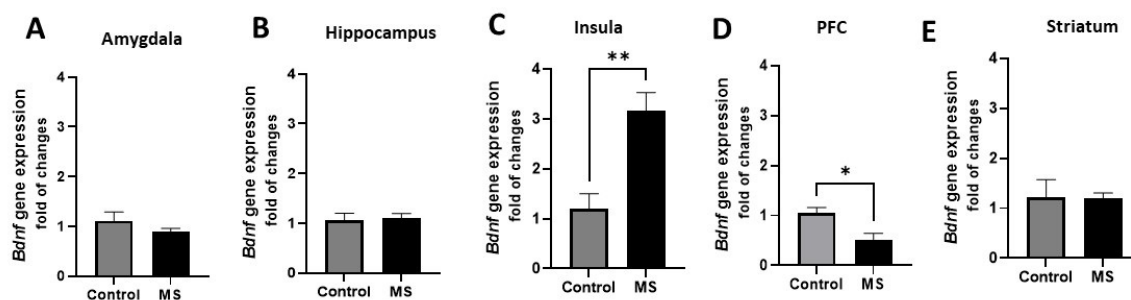 A Amygdala
Bdnf gene expression
fold of changes
4
3
2
1
0
Control MS
B Hippocampus
Bdnf gene expression
fold of changes
4
3
2
1
0
Control MS
C Insula
**
Bdnf gene expression
fold of changes
4
3
2
1
0
Control MS
D PFC
*
Bdnf gene expression
fold of changes
4
3
2
1
0
Control MS
E Striatum
Bdnf gene expression
fold of changes
4
3
2
1
0
Control MS